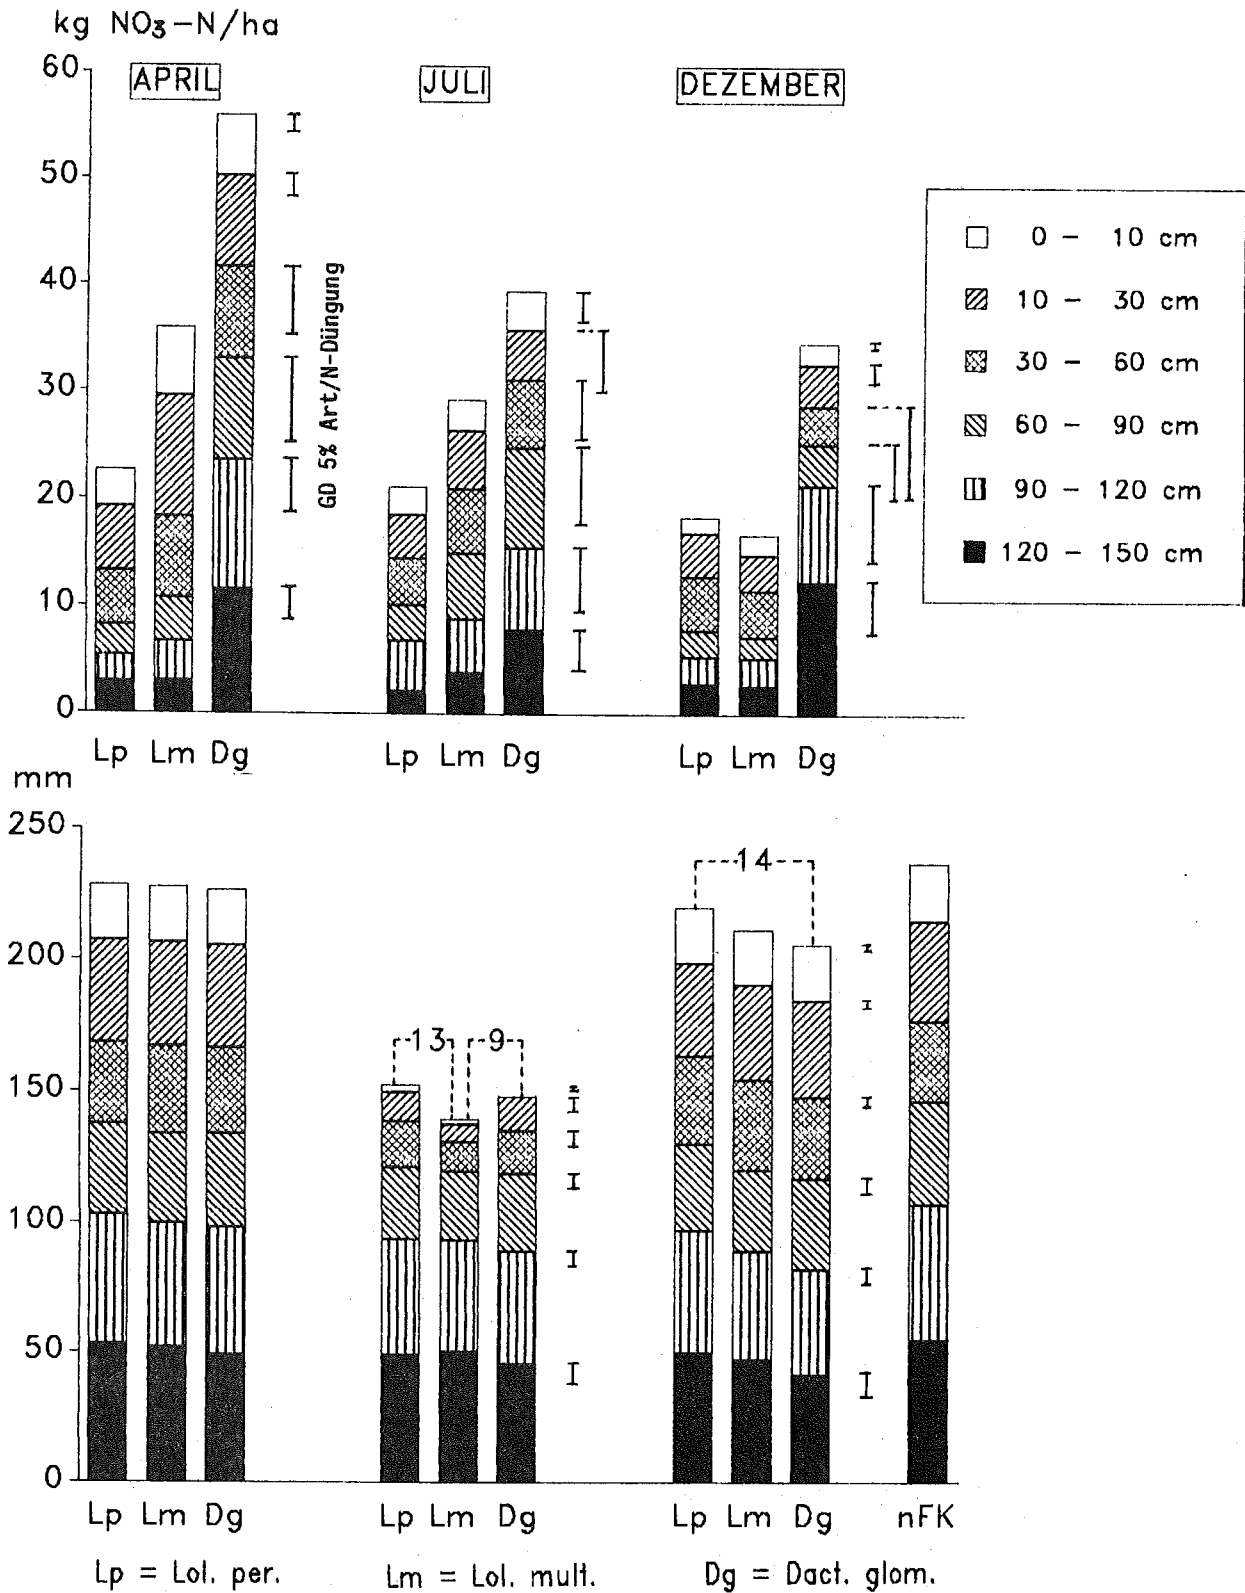 kg NO₃-N/ha
60
50
40
30
20
10
0
APRIL
JULI
DEZEMBER
GD 5% Art/N-Düngung
0 - 10 cm
10 - 30 cm
30 - 60 cm
60 - 90 cm
90 - 120 cm
120 - 150 cm
Lp Lm Dg
Lp Lm Dg
Lp Lm Dg
mm
250
200
150
100
50
0
13
9
14
Lp Lm Dg
Lp Lm Dg
Lp Lm Dg
nFK
Lp = Lol. per.
Lm = Lol. mult.
Dg = Dact. glom.